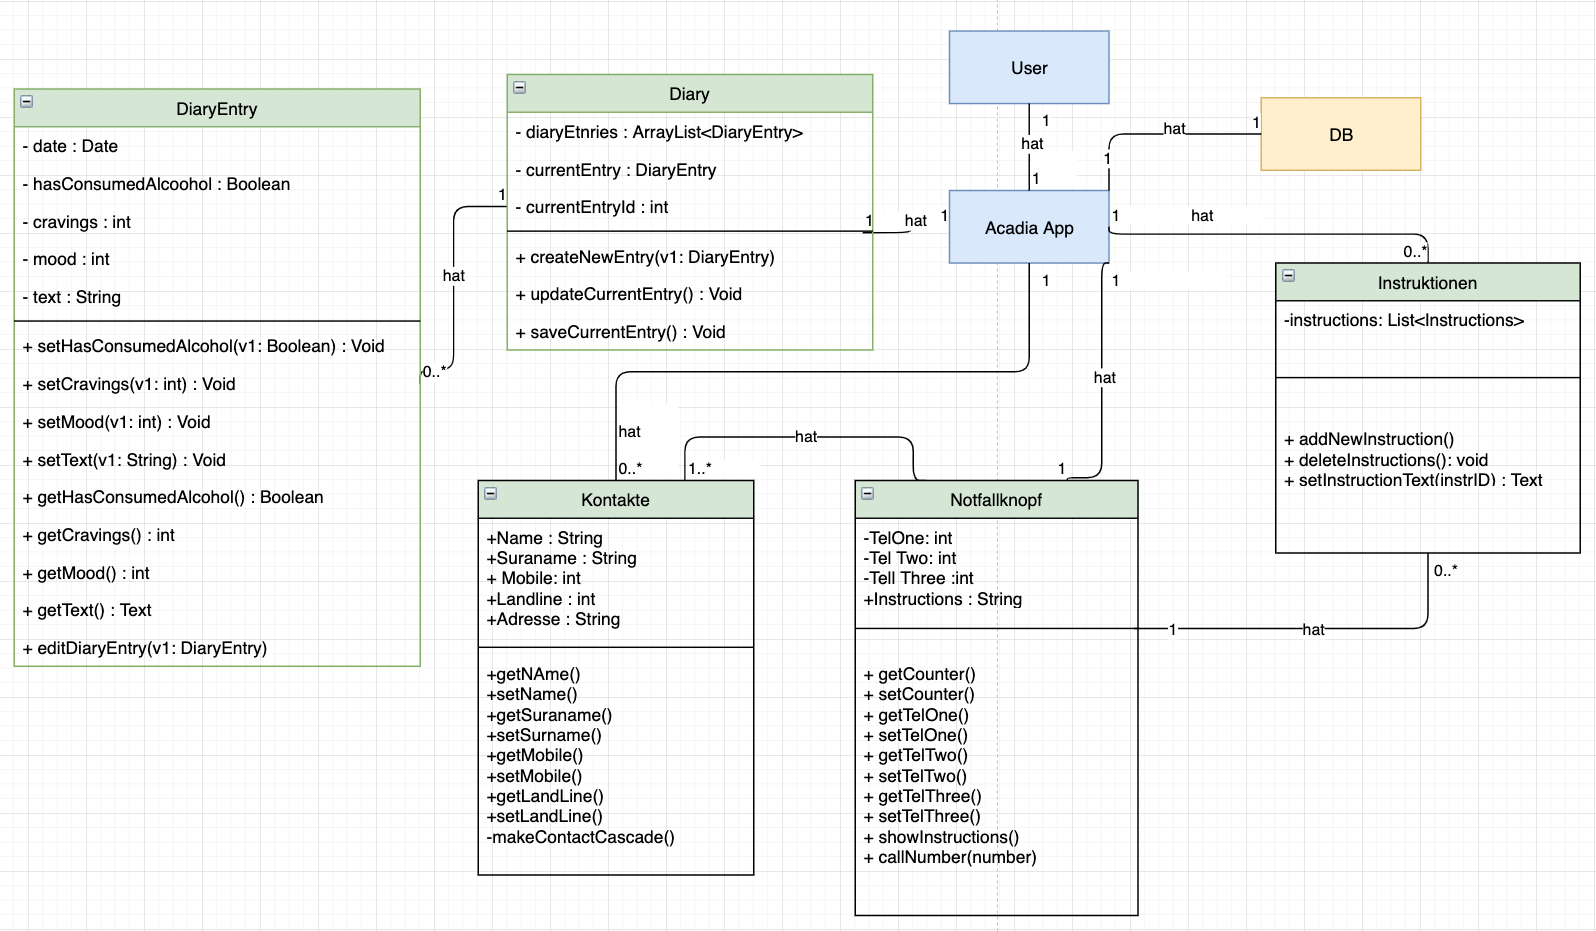 DiaryEntry
- date : Date
- hasConsumedAlcoohol : Boolean
- cravings : int
- mood : int
- text : String
+ setHasConsumedAlcohol(v1: Boolean) : Void
+ setCravings(v1: int) : Void
+ setMood(v1: int) : Void
+ setText(v1: String) : Void
+ getHasConsumedAlcohol() : Boolean
+ getCravings() : int
+ getMood() : int
+ getText() : Text
+ editDiaryEntry(v1: DiaryEntry)
1
hat
0..*
Diary
- diaryEtnries : ArrayList<DiaryEntry>
- currentEntry : DiaryEntry
- currentEntryId : int
+ createNewEntry(v1: DiaryEntry)
+ updateCurrentEntry() : Void
+ saveCurrentEntry() : Void
1
hat
1
User
1
hat
1
Acadia App
1
hat
1
DB
1
hat
0..*
Instruktionen
-instructions: List<Instructions>
+ addNewInstruction()
+ deleteInstructions(): void
+ setInstructionText(instrID) : Text
0..*
1
hat
1
hat
0..*
1
hat
1
1..*
hat
Kontakte
+Name : String
+Suraname : String
+ Mobile: int
+Landline : int
+Adresse : String
+getNAme()
+setName()
+getSuraname()
+setSurname()
+getMobile()
+setMobile()
+getLandLine()
+setLandLine()
-makeContactCascade()
Notfallknopf
-TelOne: int
-Tel Two: int
-Tell Three :int
+Instructions : String
+ getCounter()
+ setCounter()
+ getTelOne()
+ setTelOne()
+ getTelTwo()
+ setTelTwo()
+ getTelThree()
+ setTelThree()
+ showInstructions()
+ callNumber(number)